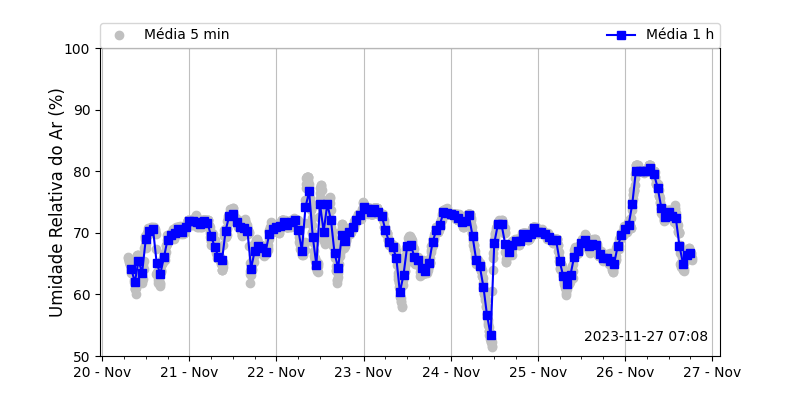 Média 5 min
Média 1 h
Umidade Relativa do Ar (%)
100
90
80
70
60
50
2023-11-27 07:08
20 - Nov
21 - Nov
22 - Nov
23 - Nov
24 - Nov
25 - Nov
26 - Nov
27 - Nov